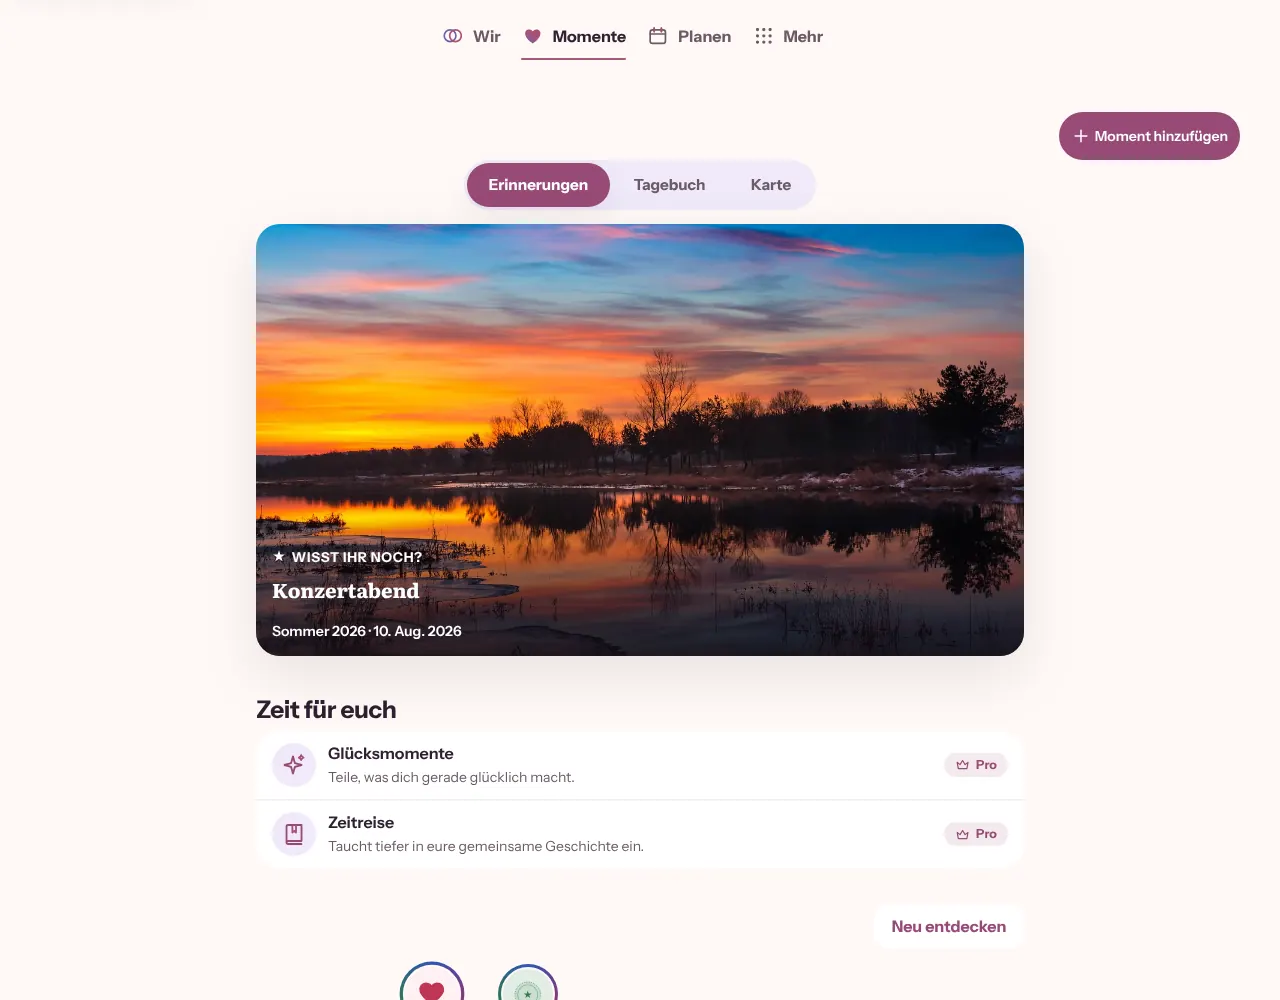 Wir
Momente
Planen
Mehr
Moment hinzufügen
Erinnerungen
Tagebuch
Karte
★ WISST IHR NOCH?
Konzertabend
Sommer 2026 · 10. Aug. 2026
Zeit für euch
Glücksmomente
Teile, was dich gerade glücklich macht.
Pro
Zeitreise
Taucht tiefer in eure gemeinsame Geschichte ein.
Pro
Neu entdecken